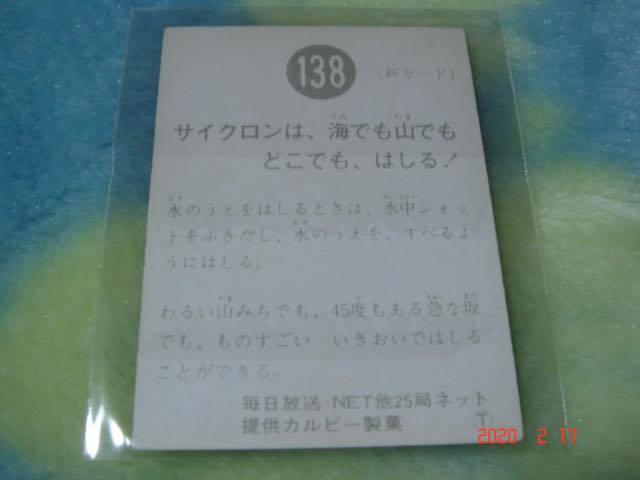 138
(新カード)
サイクロンは、海でも山でも
どこでも、はしる!
水のうえをはしるときは、水中ジェッ
トをふきだし、水のうえを、すべるよ
うにはしる。
わるい山みちでも、45度もある急な坂
でも、ものすごい いきおいではしる
ことができる。
毎日放送・NET他25局ネット
提供カルビー製菓
T
2020 2 17